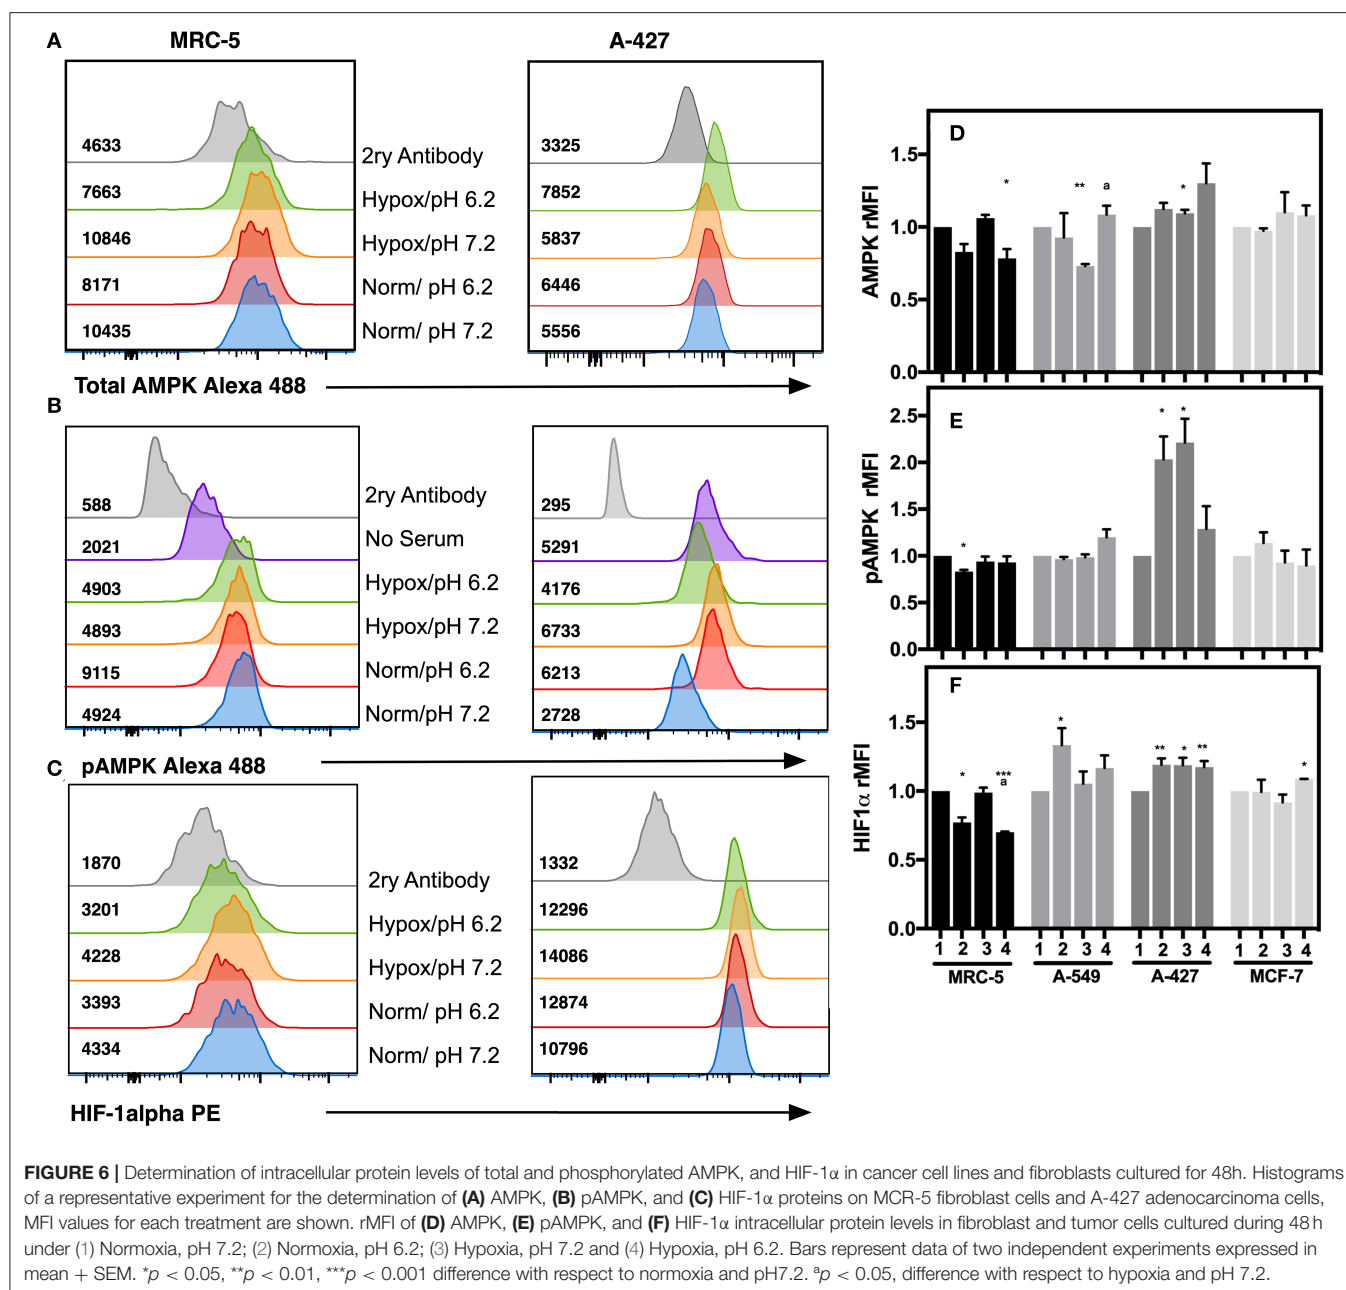 A
MRC-5
A-427
4633
7663
10846
8171
10435
2ry Antibody
Hypox/pH 6.2
Hypox/pH 7.2
Norm/ pH 6.2
Norm/ pH 7.2
3325
7852
5837
6446
5556
Total AMPK Alexa 488
B
588
2021
4903
4893
9115
4924
2ry Antibody
No Serum
Hypox/pH 6.2
Hypox/pH 7.2
Norm/pH 6.2
Norm/pH 7.2
295
5291
4176
6733
6213
2728
pAMPK Alexa 488
C
1870
3201
4228
3393
4334
2ry Antibody
Hypox/pH 6.2
Hypox/pH 7.2
Norm/ pH 6.2
Norm/ pH 7.2
1332
12296
14086
12874
10796
HIF-1alpha PE
D
AMPK rMFI
1.5
1.0
0.5
0.0
* ** a *
E
pAMPK rMFI
2.5
2.0
1.5
1.0
0.5
0.0
* * *
F
HIF1α rMFI
1.5
1.0
0.5
0.0
* *** a * ** * ** *
1 2 3 4 1 2 3 4 1 2 3 4 1 2 3 4
MRC-5 A-549 A-427 MCF-7
FIGURE 6 | Determination of intracellular protein levels of total and phosphorylated AMPK, and HIF-1α in cancer cell lines and fibroblasts cultured for 48h. Histograms
of a representative experiment for the determination of (A) AMPK, (B) pAMPK, and (C) HIF-1α proteins on MCR-5 fibroblast cells and A-427 adenocarcinoma cells,
MFI values for each treatment are shown. rMFI of (D) AMPK, (E) pAMPK, and (F) HIF-1α intracellular protein levels in fibroblast and tumor cells cultured during 48 h
under (1) Normoxia, pH 7.2; (2) Normoxia, pH 6.2; (3) Hypoxia, pH 7.2 and (4) Hypoxia, pH 6.2. Bars represent data of two independent experiments expressed in
mean + SEM. *p < 0.05, **p < 0.01, ***p < 0.001 difference with respect to normoxia and pH7.2. ᵃp < 0.05, difference with respect to hypoxia and pH 7.2.